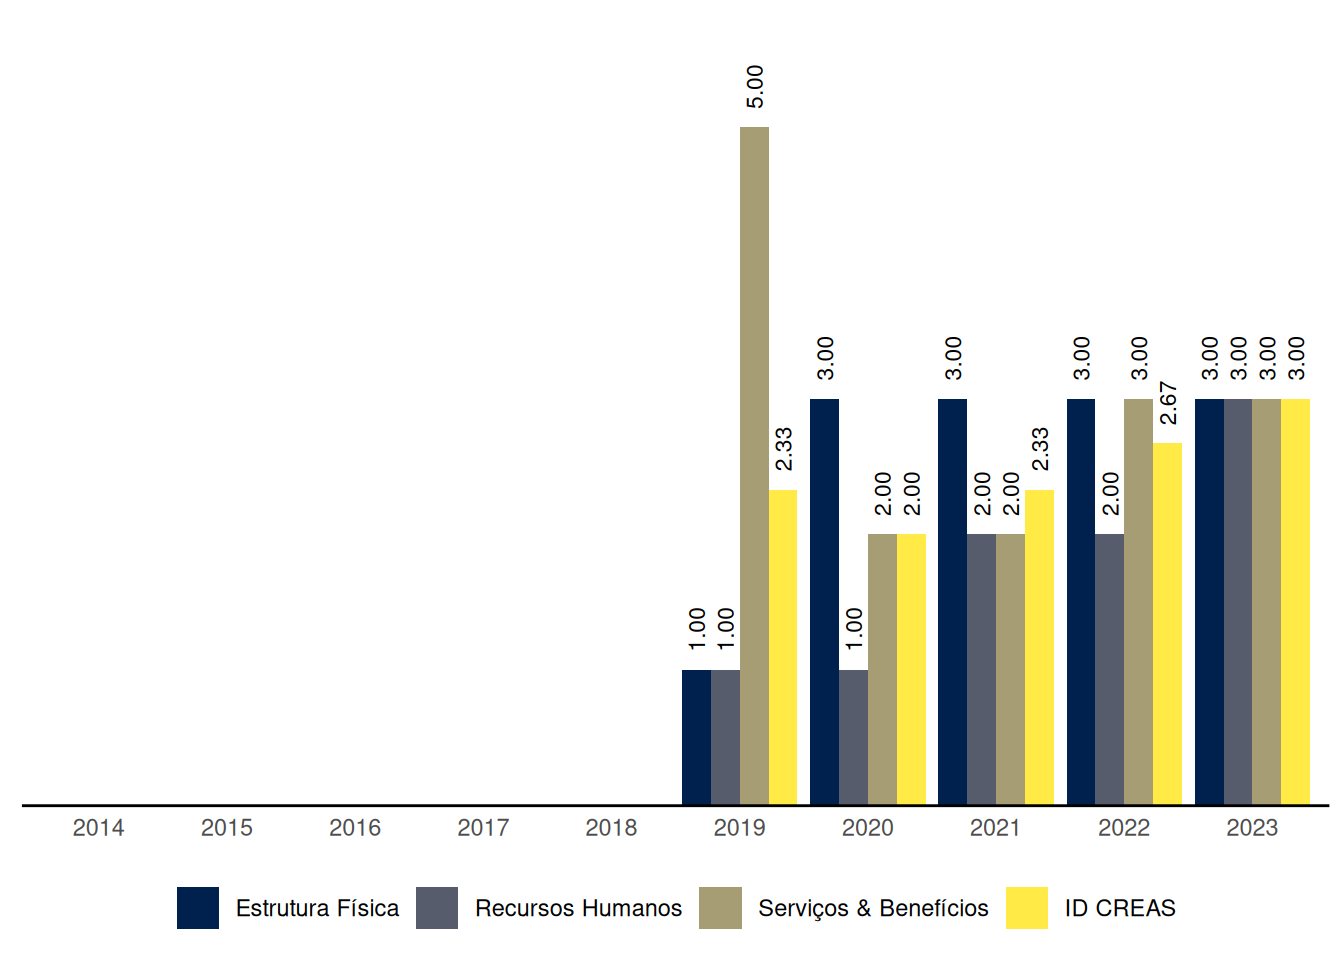 5.00
3.00 3.00 3.00 3.00 3.00 3.00 3.00 3.00
2.67
2.33 2.33
2.00 2.00 2.00 2.00 2.00
1.00 1.00 1.00
2014 2015 2016 2017 2018 2019 2020 2021 2022 2023
Estrutura Física Recursos Humanos Serviços & Benefícios ID CREAS